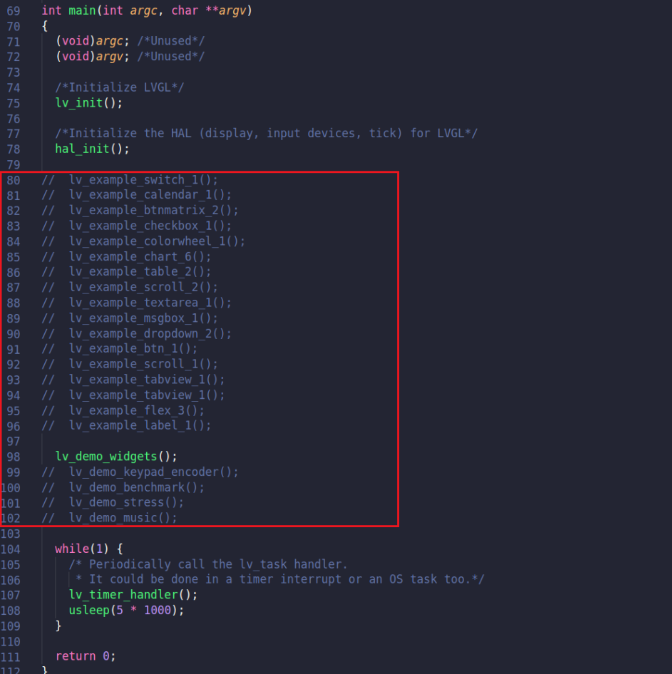 69 int main(int argc, char **argv)
70 {
71 (void)argc; /*Unused*/
72 (void)argv; /*Unused*/
73
74 /*Initialize LVGL*/
75 lv_init();
76
77 /*Initialize the HAL (display, input devices, tick) for LVGL*/
78 hal_init();
79
80 // lv_example_switch_1();
81 // lv_example_calendar_1();
82 // lv_example_btnmatrix_2();
83 // lv_example_checkbox_1();
84 // lv_example_colorwheel_1();
85 // lv_example_chart_6();
86 // lv_example_table_2();
87 // lv_example_scroll_2();
88 // lv_example_textarea_1();
89 // lv_example_msgbox_1();
90 // lv_example_dropdown_2();
91 // lv_example_btn_1();
92 // lv_example_scroll_1();
93 // lv_example_tabview_1();
94 // lv_example_tabview_1();
95 // lv_example_flex_3();
96 // lv_example_label_1();
97
98 lv_demo_widgets();
99 // lv_demo_keypad_encoder();
100 // lv_demo_benchmark();
101 // lv_demo_stress();
102 // lv_demo_music();
103
104 while(1) {
105 /* Periodically call the lv_task handler.
106 * It could be done in a timer interrupt or an OS task too.*/
107 lv_timer_handler();
108 usleep(5 * 1000);
109 }
110
111 return 0;
112 }